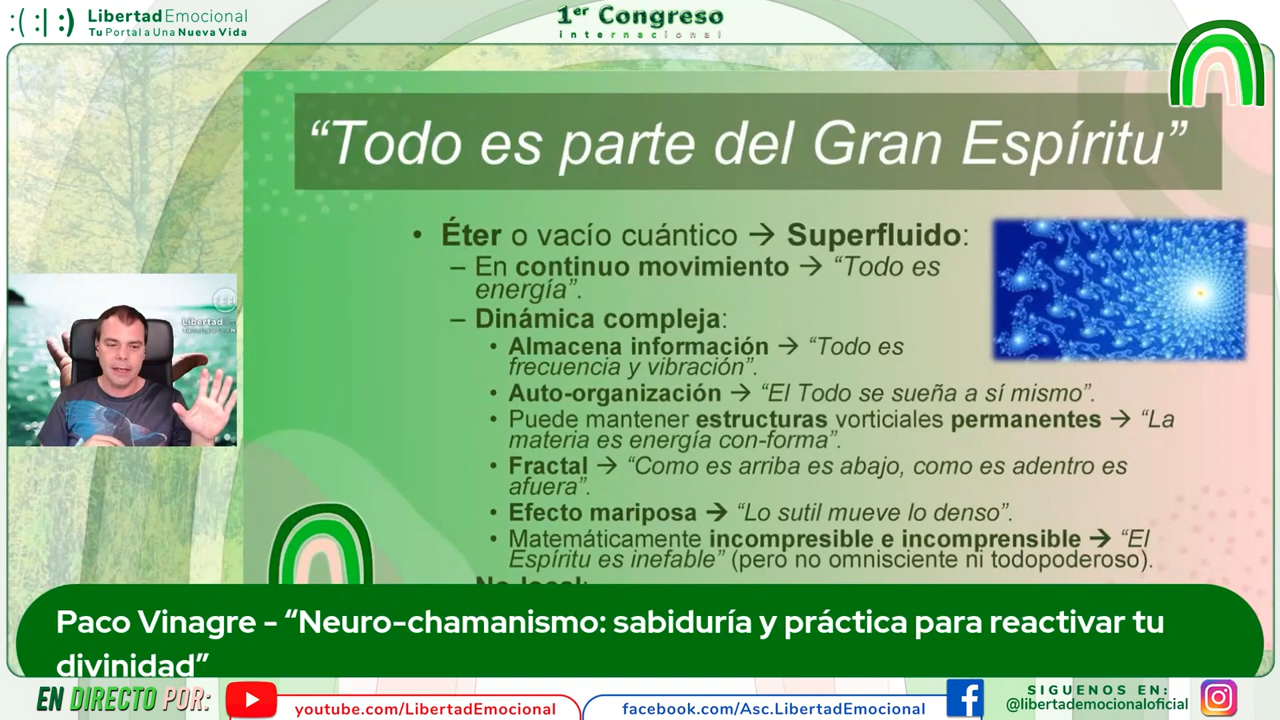 :( | :) LibertadEmocional
Tu Portal a Una Nueva Vida
1er Congreso
internacional
“Todo es parte del Gran Espíritu”
• Éter o vacío cuántico → Superfluido:
– En continuo movimiento → “Todo es
energía”.
– Dinámica compleja:
• Almacena información → “Todo es
frecuencia y vibración”.
• Auto-organización → “El Todo se sueña a sí mismo”.
• Puede mantener estructuras vorticiales permanentes → “La
materia es energía con-forma”.
• Fractal → “Como es arriba es abajo, como es adentro es
afuera”.
• Efecto mariposa → “Lo sutil mueve lo denso”.
• Matemáticamente incompresible e incomprensible → “El
Espíritu es inefable” (pero no omnisciente ni todopoderoso).
No local:
Libertad
Paco Vinagre - “Neuro-chamanismo: sabiduría y práctica para reactivar tu
divinidad”
EN DIRECTO POR:
youtube.com/LibertadEmocional
facebook.com/Asc.LibertadEmocional
SIGUENOS EN:
@libertademocionaloficial